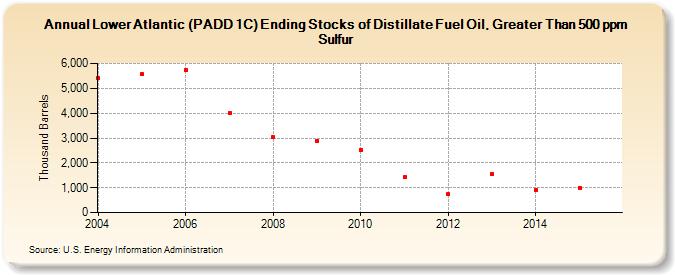 Annual Lower Atlantic (PADD 1C) Ending Stocks of Distillate Fuel Oil, Greater Than 500 ppm
Sulfur
Thousand Barrels
6,000
5,000
4,000
3,000
2,000
1,000
0
2004 2006 2008 2010 2012 2014
Source: U.S. Energy Information Administration